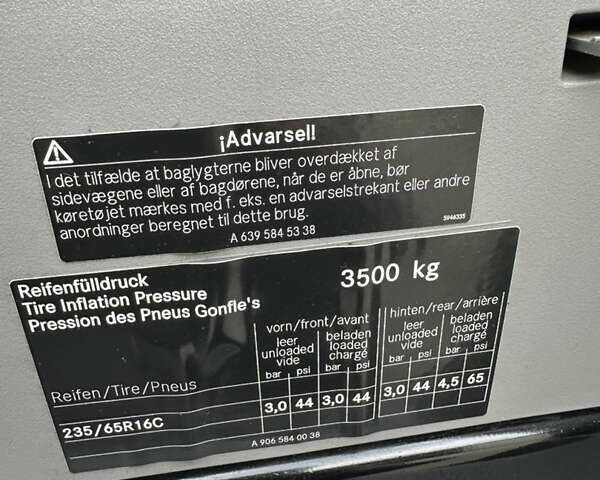 ¡Advarsel!
I det tilfælde at baglygterne bliver overdækket af
sidevægene eller af bagdørene, når de er åbne, bør
køretøjet mærkes med f. eks. en advarselstrekant eller andre
anordninger beregnet til dette brug.
5946335
A 639 584 53 38
Reifenfülldruck
Tire Inflation Pressure
Pression des Pneus Gonfle's
3500 kg
vorn/front/avant hinten/rear/arrière
leer beladen leer beladen
unloaded loaded unloaded loaded
vide chargé vide chargé
Reifen/Tire/Pneus bar psi bar psi bar psi bar psi
235/65R16C 3,0 44 3,0 44 3,0 44 4,5 65
A 906 584 00 38